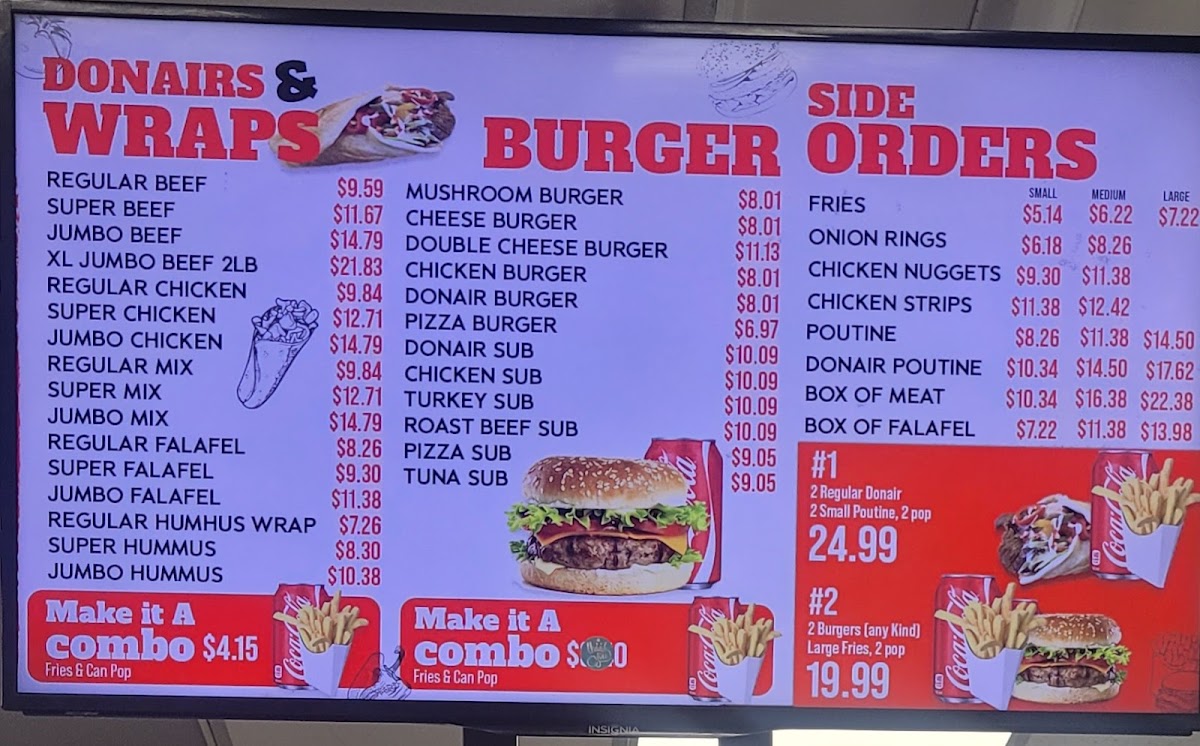 DONAIRS &
WRAPS
REGULAR BEEF $9.59
SUPER BEEF $11.67
JUMBO BEEF $14.79
XL JUMBO BEEF 2LB $21.83
REGULAR CHICKEN $9.84
SUPER CHICKEN $12.71
JUMBO CHICKEN $14.79
REGULAR MIX $9.84
SUPER MIX $12.71
JUMBO MIX $14.79
REGULAR FALAFEL $8.26
SUPER FALAFEL $9.30
JUMBO FALAFEL $11.38
REGULAR HUMHUS WRAP $7.26
SUPER HUMMUS $8.30
JUMBO HUMMUS $10.38
Make it A
combo $4.15
Fries & Can Pop
BURGER
MUSHROOM BURGER $8.01
CHEESE BURGER $8.01
DOUBLE CHEESE BURGER $11.13
CHICKEN BURGER $8.01
DONAIR BURGER $8.01
PIZZA BURGER $6.97
DONAIR SUB $10.09
CHICKEN SUB $10.09
TURKEY SUB $10.09
ROAST BEEF SUB $10.09
PIZZA SUB $9.05
TUNA SUB $9.05
Coca-Cola
Make it A
combo
Fries & Can Pop
SIDE
ORDERS
SMALL MEDIUM LARGE
FRIES $5.14 $6.22 $7.22
ONION RINGS $6.18 $8.26
CHICKEN NUGGETS $9.30 $11.38
CHICKEN STRIPS $11.38 $12.42
POUTINE $8.26 $11.38 $14.50
DONAIR POUTINE $10.34 $14.50 $17.62
BOX OF MEAT $10.34 $16.38 $22.38
BOX OF FALAFEL $7.22 $11.38 $13.98
#1
2 Regular Donair
2 Small Poutine, 2 pop
24.99
Coca-Cola
#2
2 Burgers (any Kind)
Large Fries, 2 pop
19.99
Coca-Cola
INSIGNIA